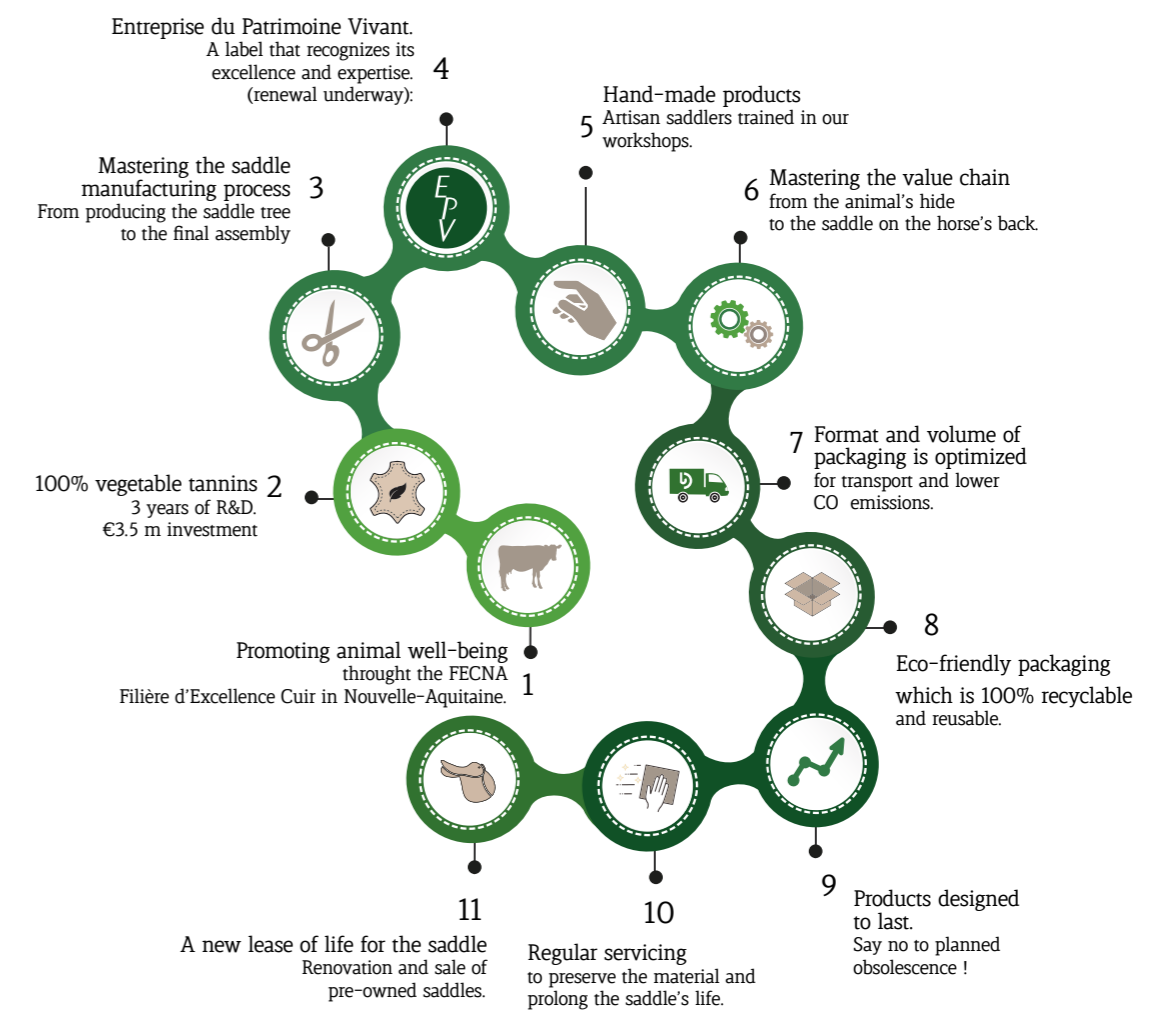 Entreprise du Patrimoine Vivant.
A label that recognizes its
excellence and expertise.
(renewal underway):
4
Hand-made products
Artisan saddlers trained in our
workshops.
5
Mastering the saddle
manufacturing process
From producing the saddle tree
to the final assembly
3
E
P
V
6
Mastering the value chain
from the animal's hide
to the saddle on the horse's back.
7
Format and volume of
packaging is optimized
for transport and lower
CO emissions.
100% vegetable tannins
3 years of R&D.
€3.5 m investment
2
8
Eco-friendly packaging
which is 100% recyclable
and reusable.
Promoting animal well-being
throught the FECNA
Filière d'Excellence Cuir in Nouvelle-Aquitaine.
1
9
Products designed
to last.
Say no to planned
obsolescence !
11
A new lease of life for the saddle
Renovation and sale of
pre-owned saddles.
10
Regular servicing
to preserve the material and
prolong the saddle's life.